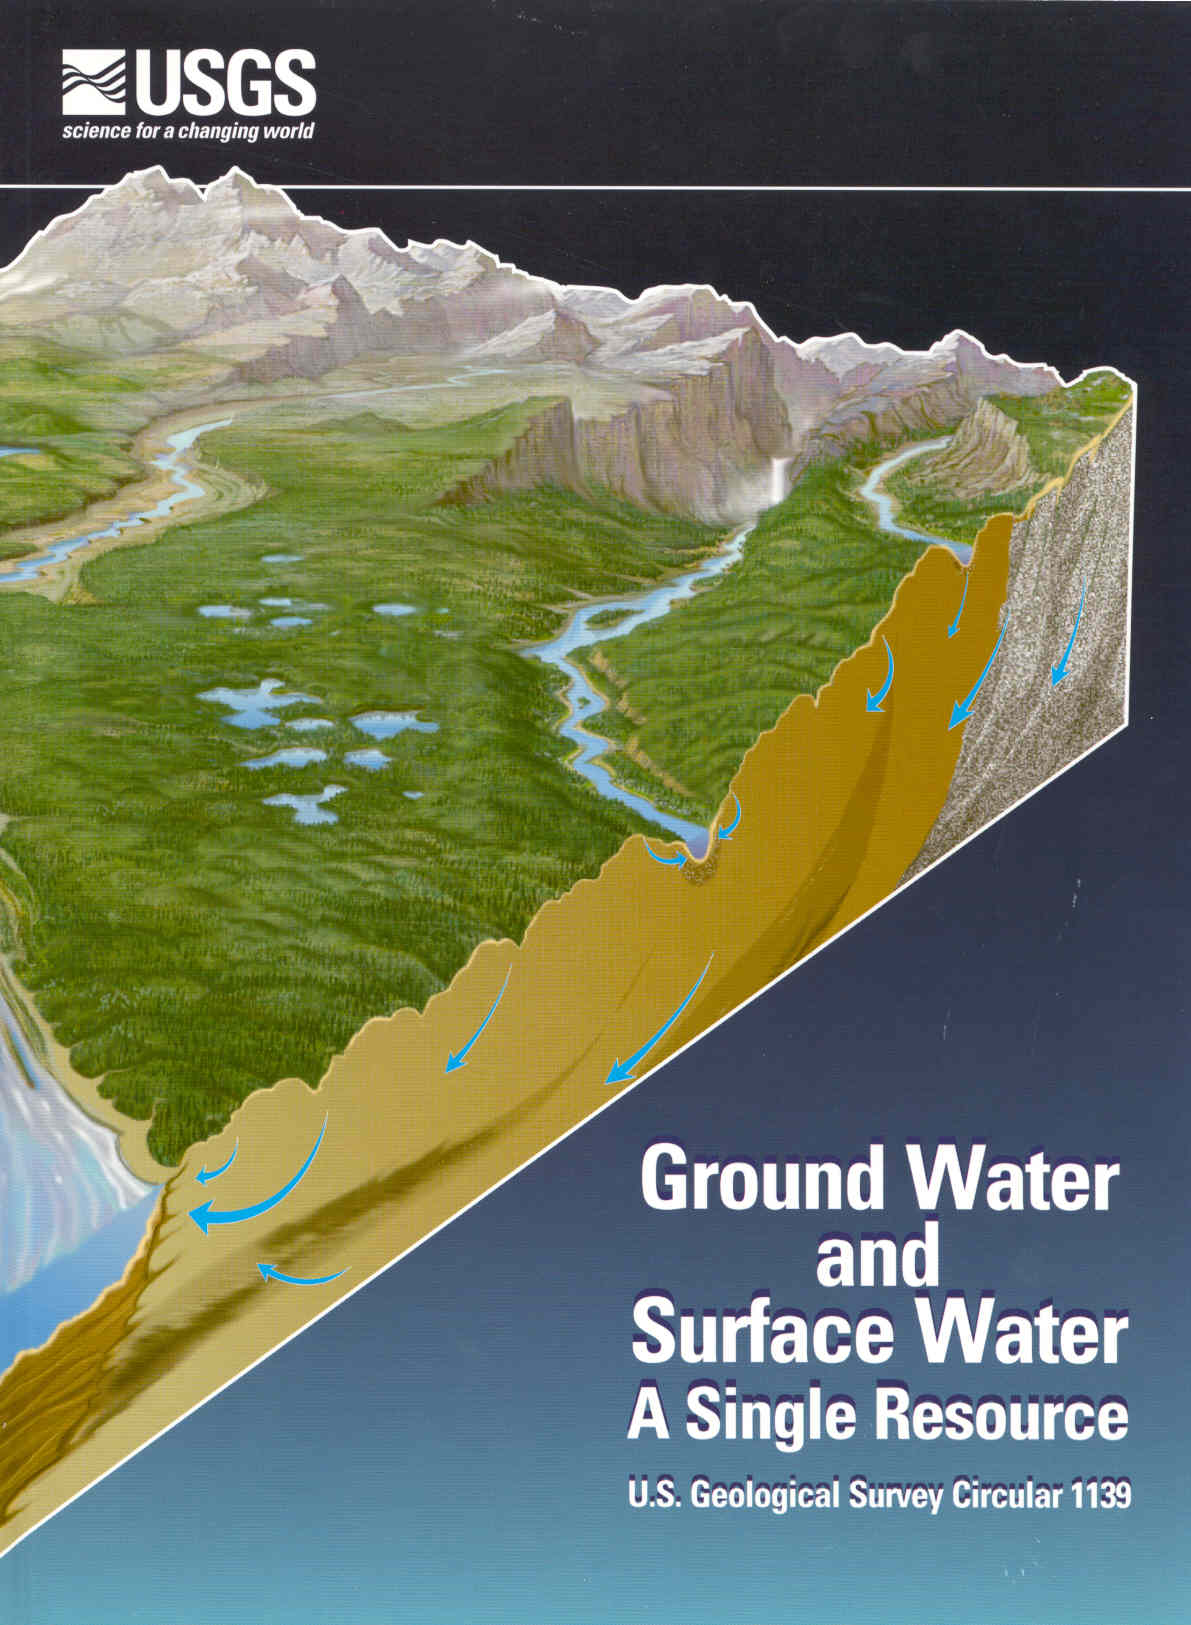 USGS
science for a changing world
Ground Water
and
Surface Water
A Single Resource
U.S. Geological Survey Circular 1139